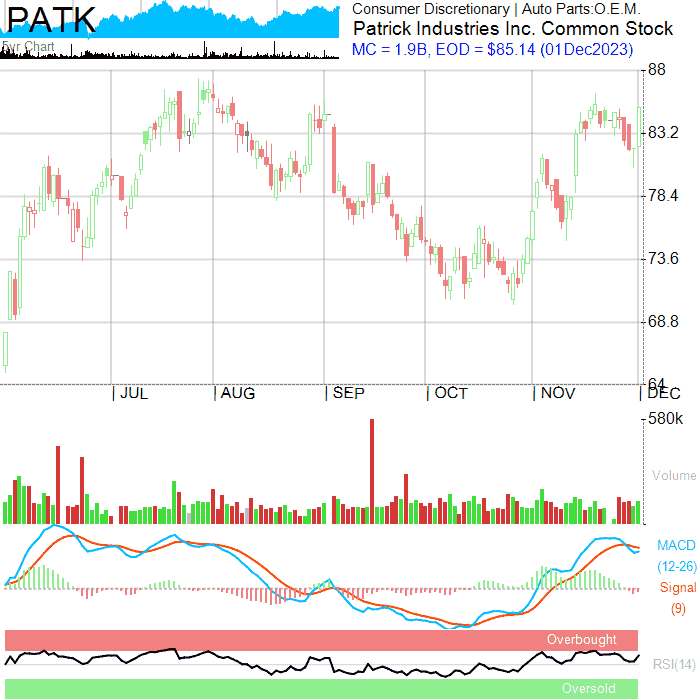 PATK
5yr Chart
Consumer Discretionary | Auto Parts:O.E.M.
Patrick Industries Inc. Common Stock
MC = 1.9B, EOD = $85.14 (01Dec2023)
88
83.2
78.4
73.6
68.8
64
| JUL | AUG | SEP | OCT | NOV | DEC
580k
Volume
MACD
(12-26)
Signal
(9)
Overbought
RSI(14)
Oversold